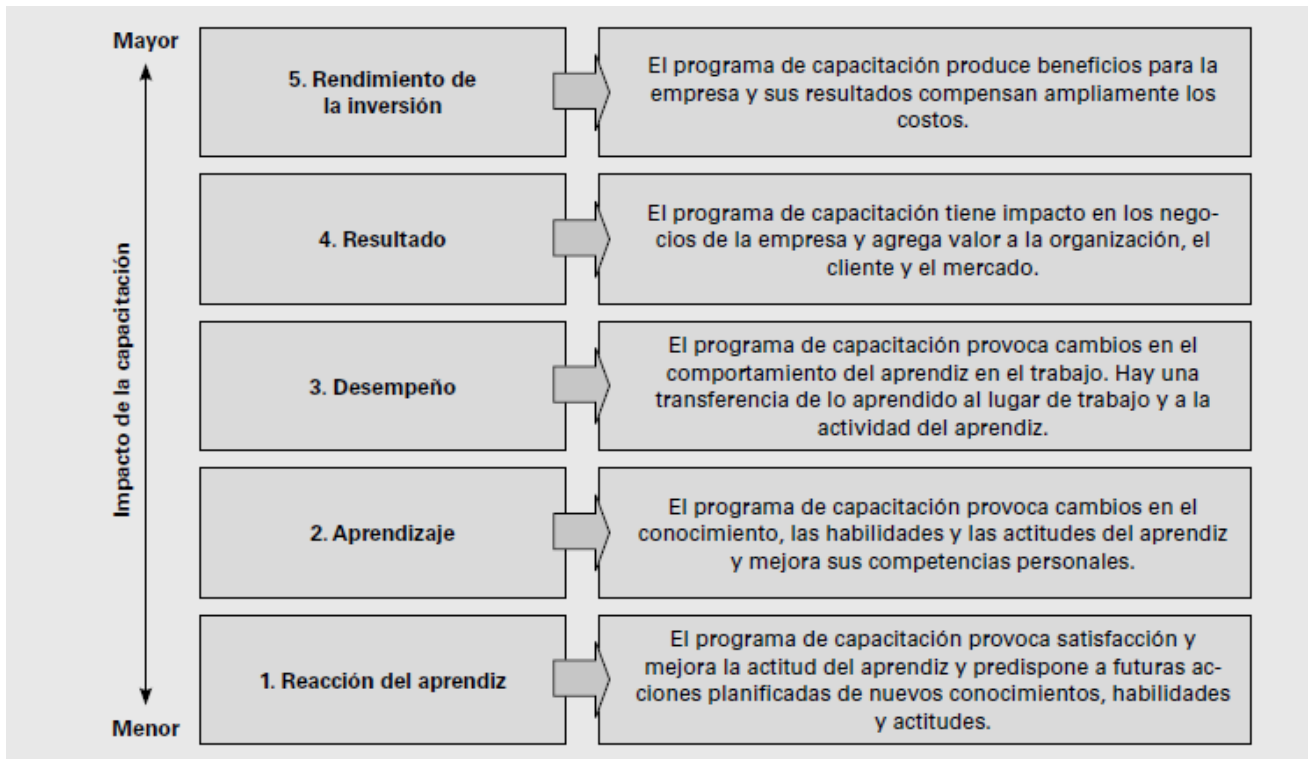 Mayor
5. Rendimiento de
la inversión
El programa de capacitación produce beneficios para la
empresa y sus resultados compensan ampliamente los
costos.
4. Resultado
El programa de capacitación tiene impacto en los nego-
cios de la empresa y agrega valor a la organización, el
cliente y el mercado.
Impacto de la capacitación
3. Desempeño
El programa de capacitación provoca cambios en el
comportamiento del aprendiz en el trabajo. Hay una
transferencia de lo aprendido al lugar de trabajo y a la
actividad del aprendiz.
2. Aprendizaje
El programa de capacitación provoca cambios en el
conocimiento, las habilidades y las actitudes del aprendiz
y mejora sus competencias personales.
1. Reacción del aprendiz
El programa de capacitación provoca satisfacción y
mejora la actitud del aprendiz y predispone a futuras ac-
ciones planificadas de nuevos conocimientos, habilidades
y actitudes.
Menor